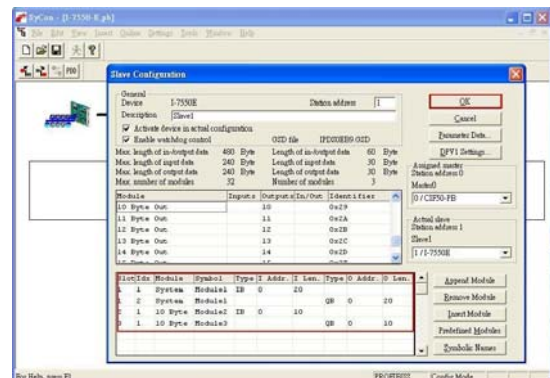 SyCon - [I-7550-E.pb]
File Edit View Insert Online Settings Tools Window Help
Slave Configuration
General
Device I-7550E Station address 1
Description Slave1
Activate device in actual configuration
Enable watchdog control GSD file IPDS0EB9.GSD
Max. length of in-/output data 480 Byte Length of in-/output data 60 Byte
Max. length of input data 240 Byte Length of input data 30 Byte
Max. length of output data 240 Byte Length of output data 30 Byte
Max. number of modules 32 Number of modules 3
OK
Cancel
Parameter Data...
DPV1 Settings...
Assigned master
Station address 0
Master0
0 / CIF50-PB
Actual slave
Station address 1
Slave1
1 / I-7550E
Module Inputs Outputs In/Out Identifier
10 Byte Out 10 0x29
11 Byte Out 11 0x2A
12 Byte Out 12 0x2B
13 Byte Out 13 0x2C
14 Byte Out 14 0x2D
Slot Idx Module Symbol Type I Addr. I Len. Type O Addr. O Len.
1 1 System Module1 IB 0 20
1 2 System Module1 QB 0 20
2 1 10 Byte Module2 IB 0 10
3 1 10 Byte Module3 QB 0 10
Append Module
Remove Module
Insert Module
Predefined Modules
Symbolic Names
For Help, press F1 PROFIBUS Config Mode